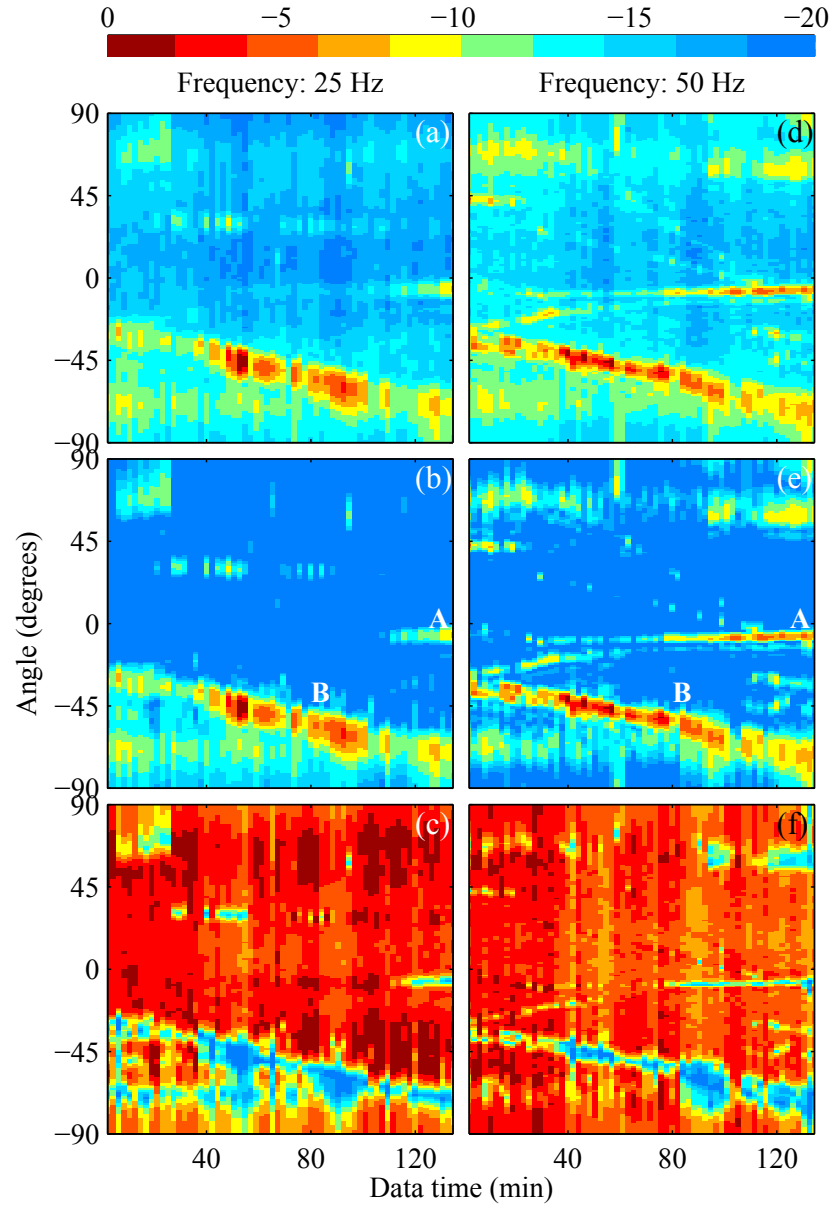 0 −5 −10 −15 −20
Frequency: 25 Hz Frequency: 50 Hz
90 (a) (d)
45
0
−45
−90
90 (b) (e)
45
0 A A
−45 B B
−90
90 (c) (f)
45
0
−45
−90
Angle (degrees)
40 80 120 40 80 120
Data time (min)